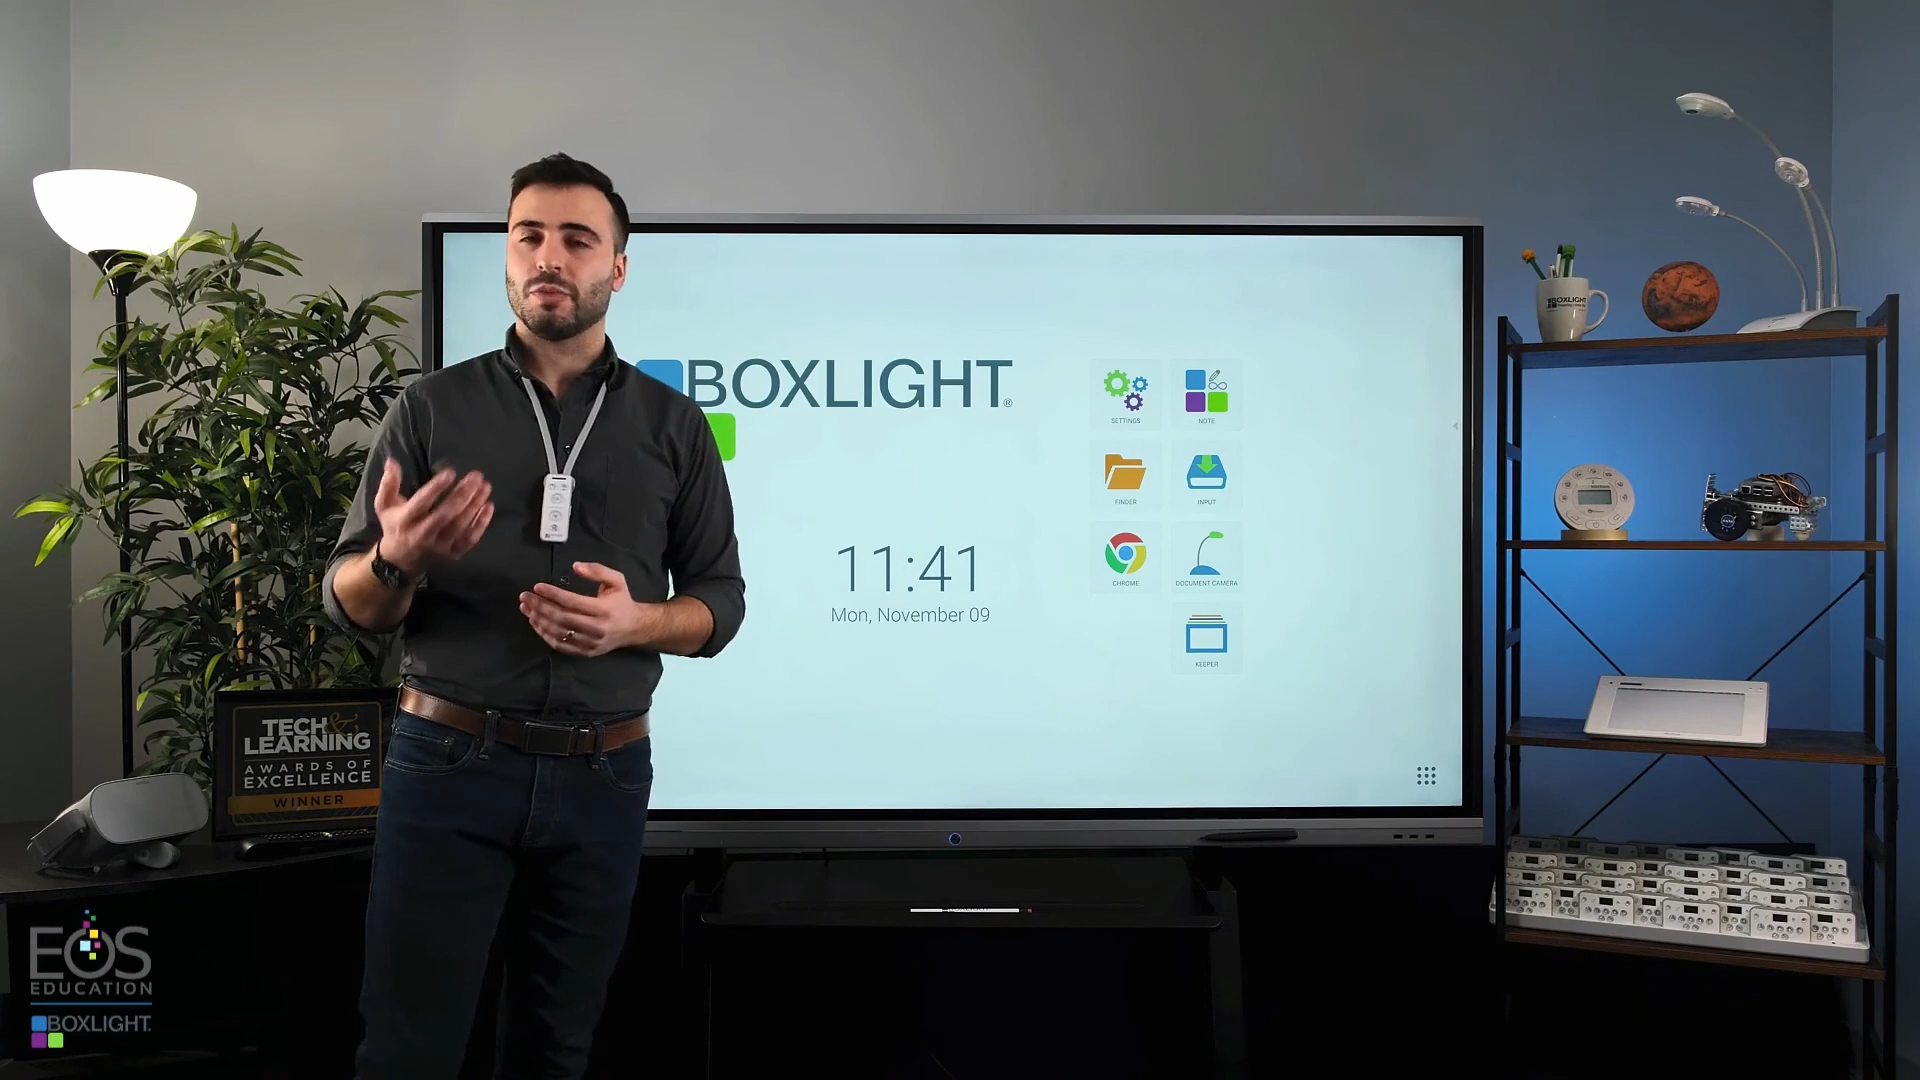 BOXLIGHT®
SETTINGS
NOTE
FINDER
INPUT
CHROME
DOCUMENT CAMERA
KEEPER
11:41
Mon, November 09
BOXLIGHT
TECH&
LEARNING
AWARDS OF
EXCELLENCE
WINNER
EOS
EDUCATION
BOXLIGHT